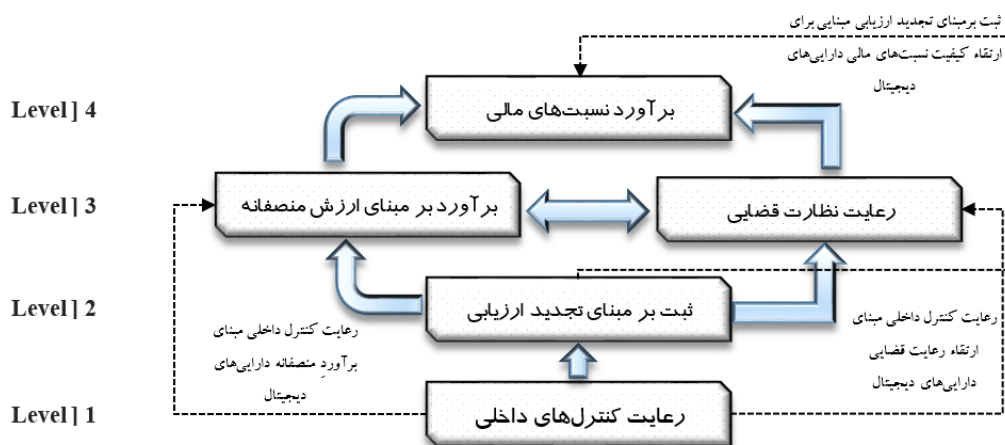 ثبت برمبنای تجدید ارزیابی مبنایی برای
ارتقاء کیفیت نسبت‌های مالی دارایی‌های
دیجیتال
Level] 4
برآورد نسبت‌های مالی
Level] 3
رعایت نظارت قضایی
برآورد بر مبنای ارزش منصفانه
Level] 2
ثبت بر مبنای تجدید ارزیابی
رعایت کنترل داخلی مبنای
ارتقاء رعایت قضایی
دارایی‌های دیجیتال
رعایت کنترل داخلی مبنای
برآوردِ منصفانه دارایی‌های
دیجیتال
Level] 1
رعایت کنترل‌های داخلی